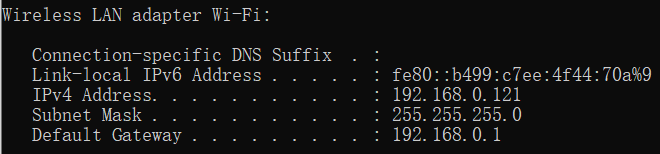 Wireless LAN adapter Wi-Fi:
Connection-specific DNS Suffix  . :
Link-local IPv6 Address . . . . . : fe80::b499:c7ee:4f44:70a%9
IPv4 Address. . . . . . . . . . . : 192.168.0.121
Subnet Mask . . . . . . . . . . . : 255.255.255.0
Default Gateway . . . . . . . . . : 192.168.0.1